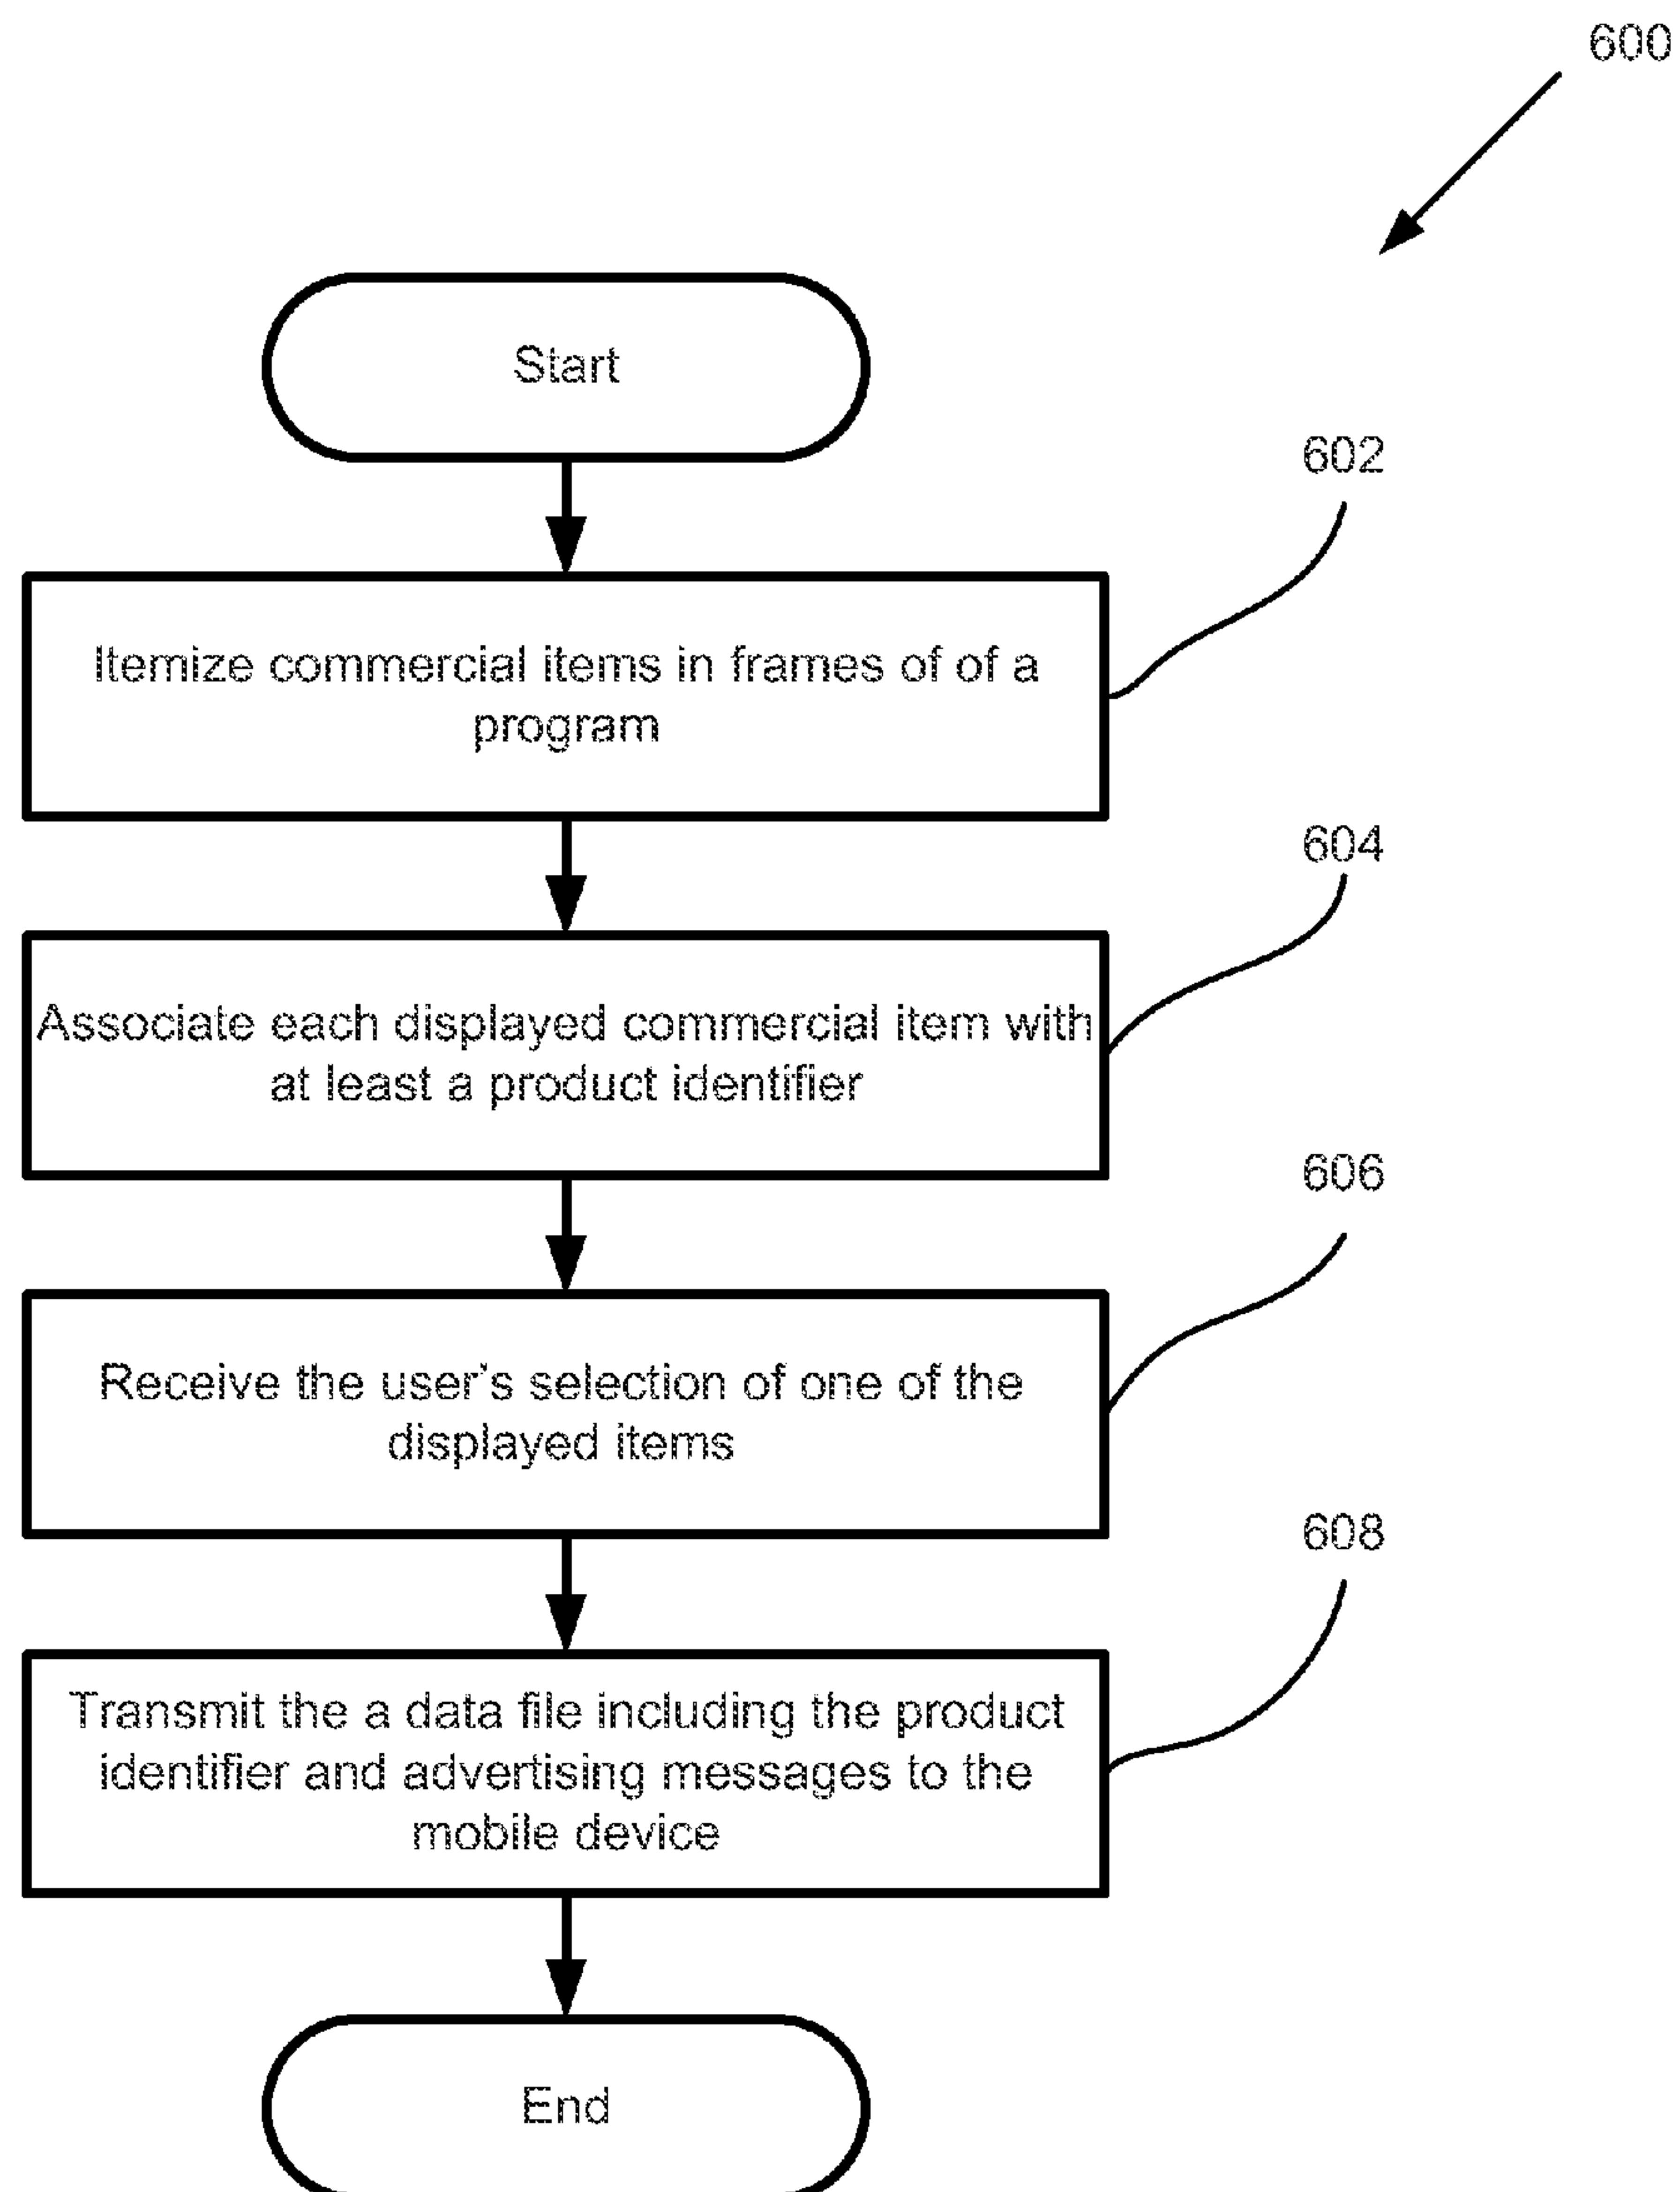 600
Start
602
Itemize commercial items in frames of of a
program
604
Associate each displayed commercial item with
at least a product identifier
606
Receive the user's selection of one of the
displayed items
608
Transmit the a data file including the product
identifier and advertising messages to the
mobile device
End